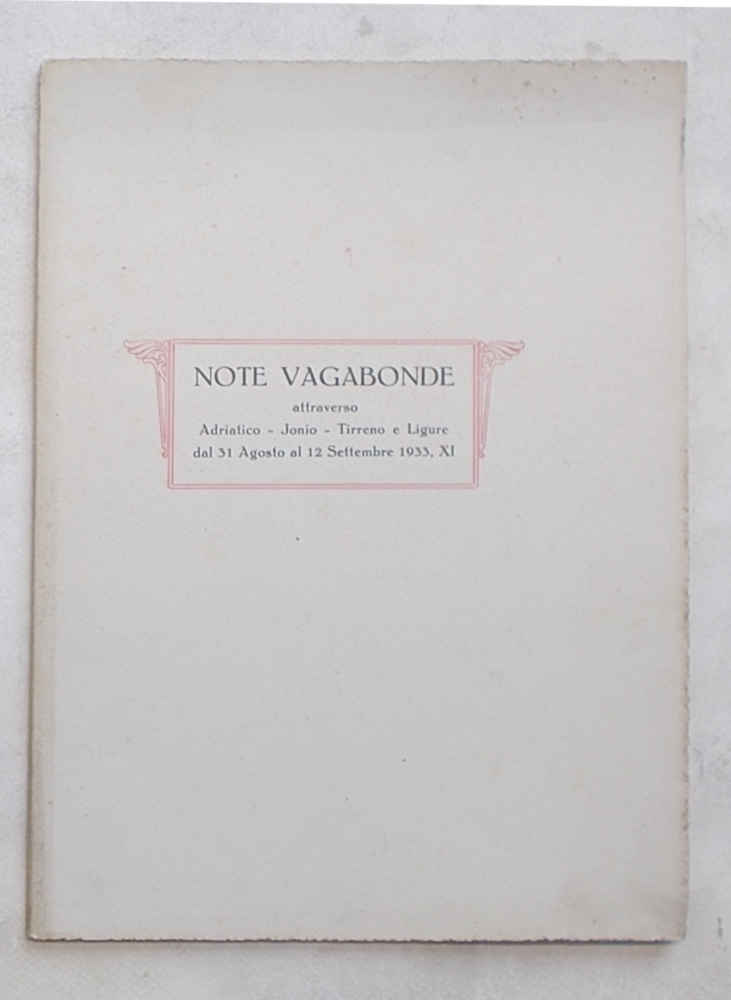 NOTE VAGABONDE
attraverso
Adriatico - Jonio - Tirreno e Ligure
dal 31 Agosto al 12 Settembre 1933, XI